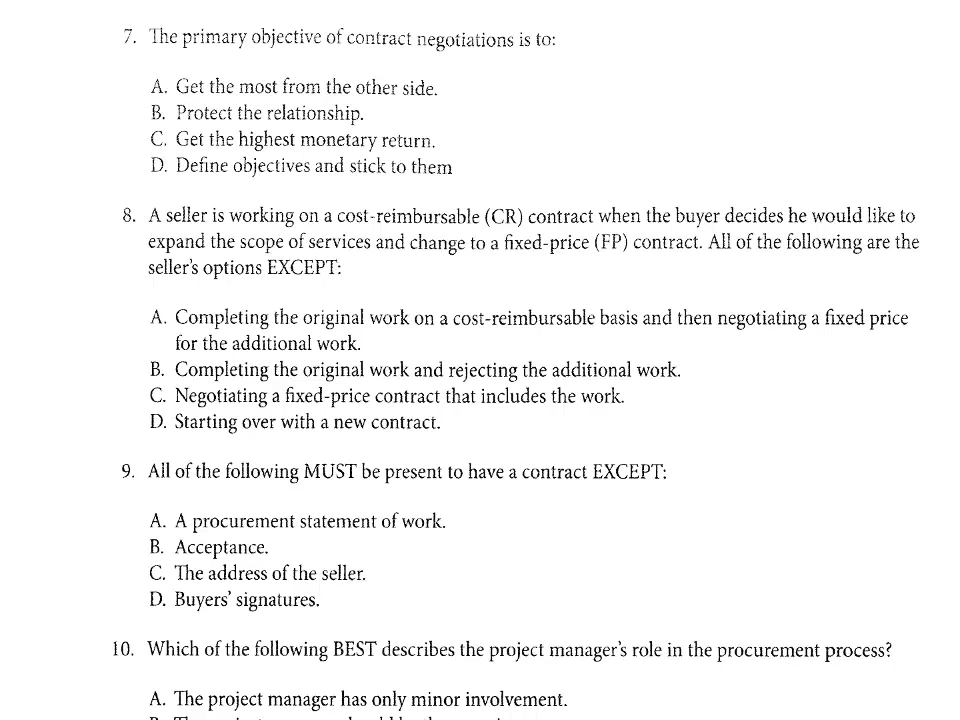 7. The primary objective of contract negotiations is to:
A. Get the most from the other side.
B. Protect the relationship.
C. Get the highest monetary return.
D. Define objectives and stick to them
8. A seller is working on a cost-reimbursable (CR) contract when the buyer decides he would like to
expand the scope of services and change to a fixed-price (FP) contract. All of the following are the
seller's options EXCEPT:
A. Completing the original work on a cost-reimbursable basis and then negotiating a fixed price
for the additional work.
B. Completing the original work and rejecting the additional work.
C. Negotiating a fixed-price contract that includes the work.
D. Starting over with a new contract.
9. All of the following MUST be present to have a contract EXCEPT:
A. A procurement statement of work.
B. Acceptance.
C. The address of the seller.
D. Buyers' signatures.
10. Which of the following BEST describes the project manager's role in the procurement process?
A. The project manager has only minor involvement.